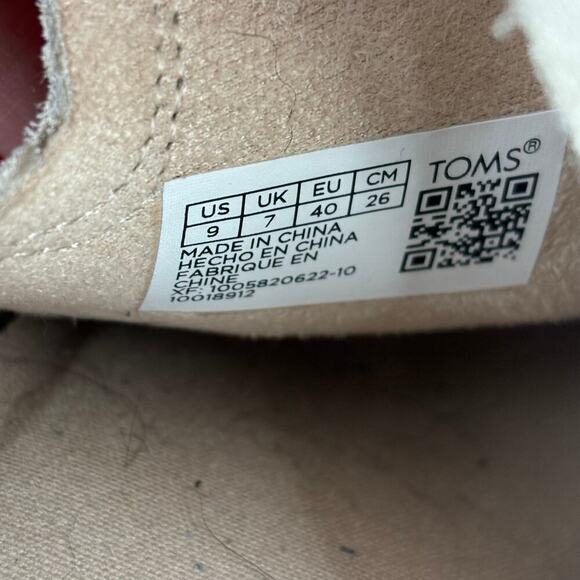 TOMS®
US UK EU CM
9 7 40 26
MADE IN CHINA
HECHO EN CHINA
FABRIQUE EN
CHINE
XF: 1005820622-10
10018912